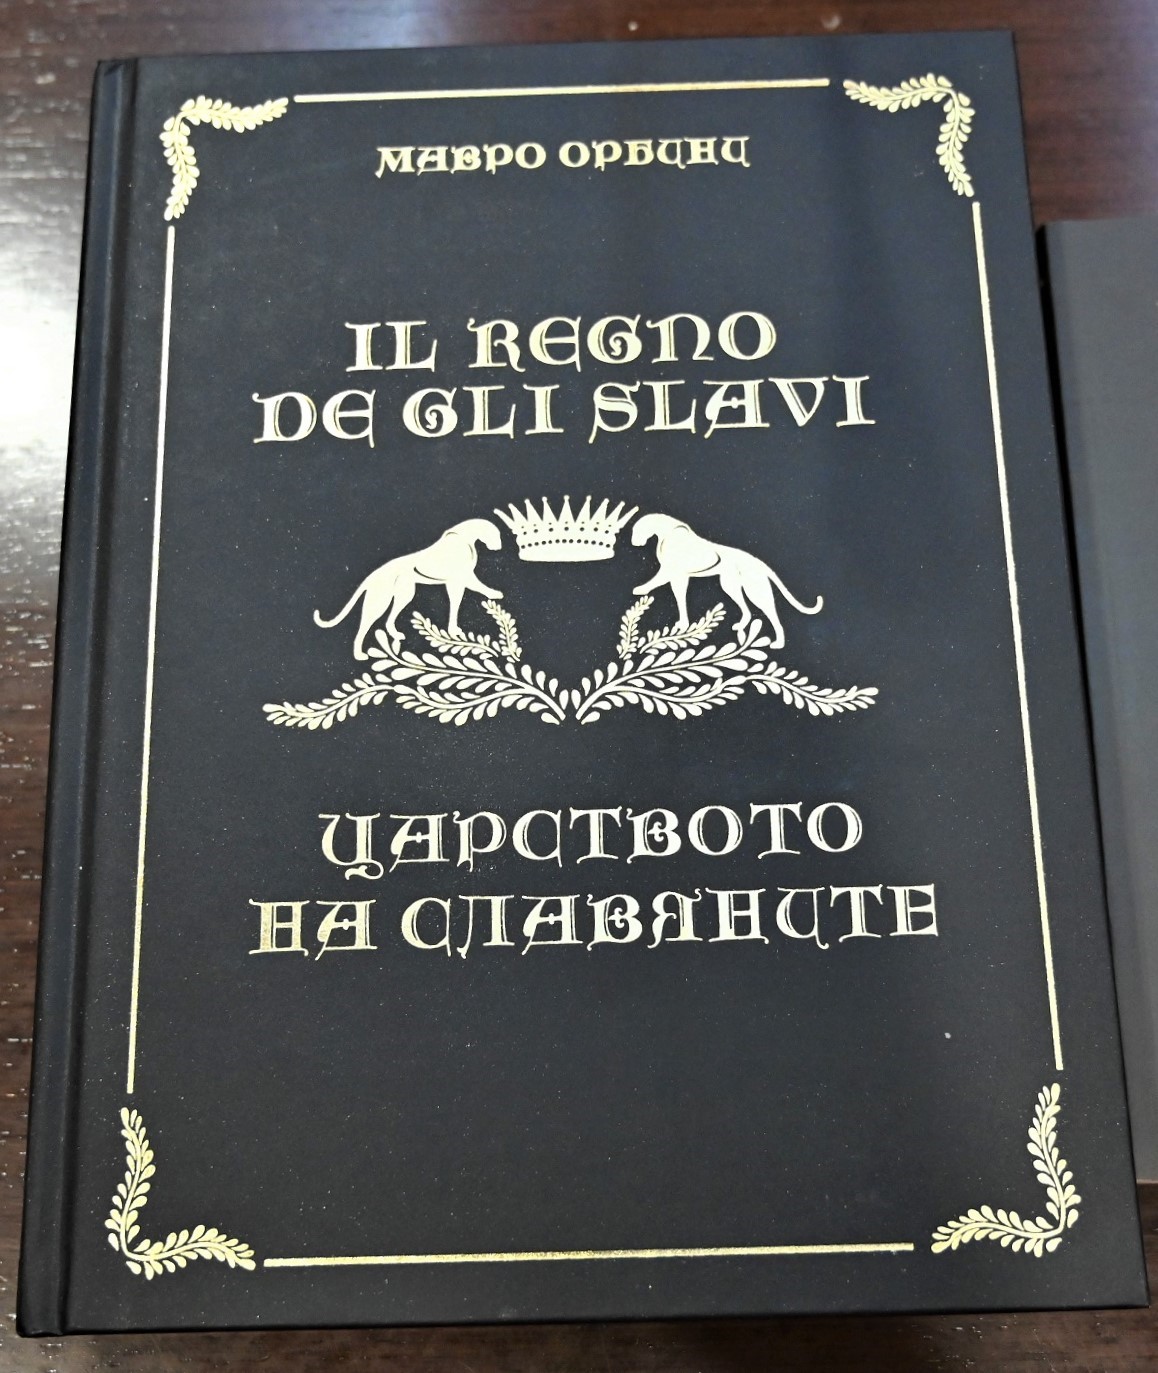 МАВРО ОРБИНИ
IL REGNO
DE GLI SLAVI
ЦАРСТВОТО
НА СЛАВЯНИТЕ